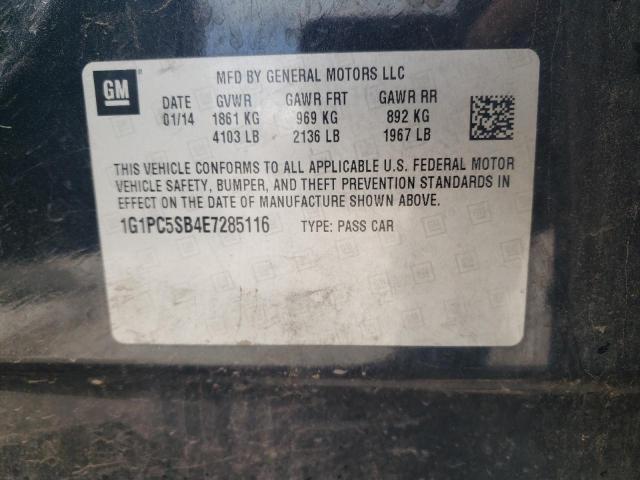 GM
MFD BY GENERAL MOTORS LLC
DATE GVWR GAWR FRT GAWR RR
01/14 1861 KG 969 KG 892 KG
4103 LB 2136 LB 1967 LB
THIS VEHICLE CONFORMS TO ALL APPLICABLE U.S. FEDERAL MOTOR
VEHICLE SAFETY, BUMPER, AND THEFT PREVENTION STANDARDS IN
EFFECT ON THE DATE OF MANUFACTURE SHOWN ABOVE.
1G1PC5SB4E7285116 TYPE: PASS CAR